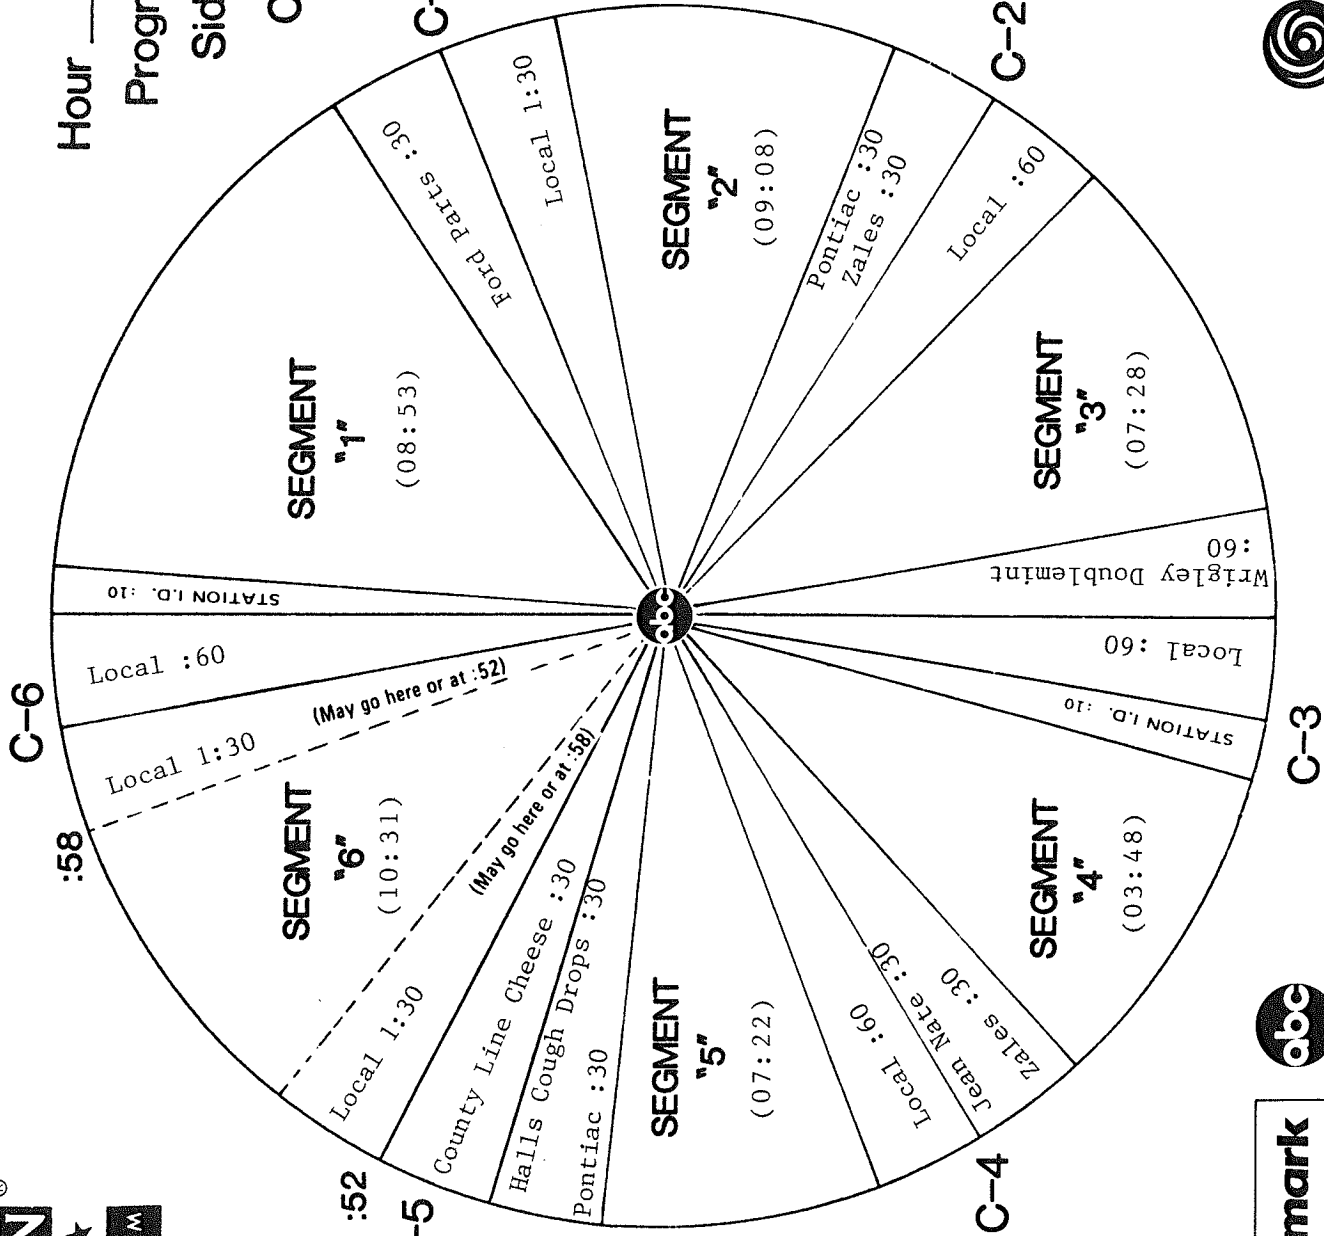 Hour
C-2
SEGMENT
"1"
(08:53)
Ford Parts :30
Local 1:30
SEGMENT
"2"
(09:08)
Pontiac :30
Zales :30
Local :60
SEGMENT
"3"
(07:28)
Wrigley Doublemint
:60
Local :60
STATION I.D. :10
C-3
SEGMENT
"4"
(03:48)
Zales :30
Jean Nate :30
Local :60
C-4
SEGMENT
"5"
(07:22)
Pontiac :30
Halls Cough Drops :30
County Line Cheese :30
:52
Local 1:30
(May go here or at :58)
SEGMENT
"6"
(10:31)
:58
(May go here or at :52)
Local 1:30
Local :60
C-6
STATION I.D. :10
abc
abc